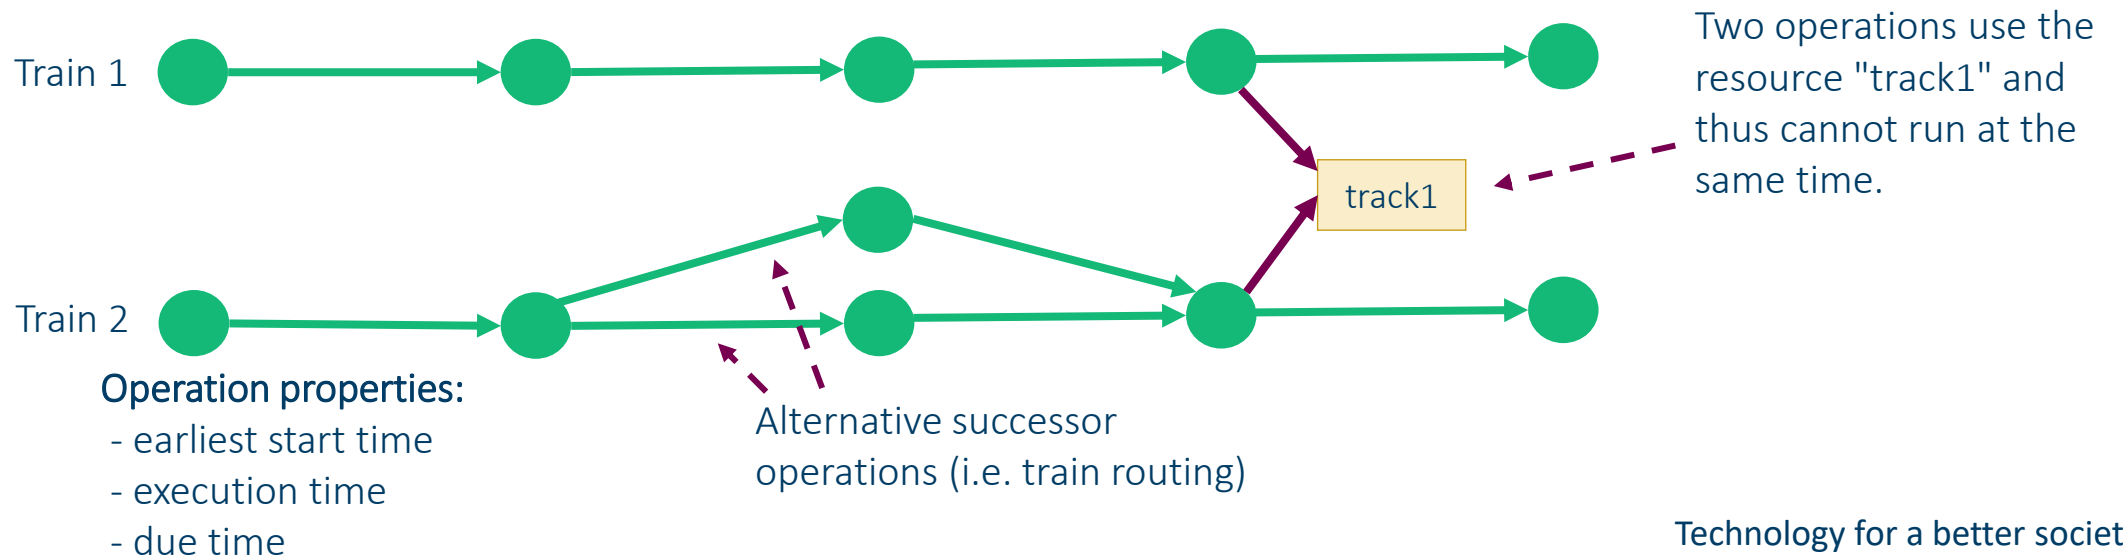 Train 1
Two operations use the
resource "track1" and
thus cannot run at the
same time.
track1
Train 2
Operation properties:
- earliest start time
- execution time
- due time
Alternative successor
operations (i.e. train routing)
Technology for a better societ